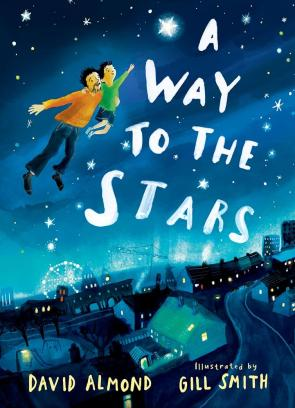 A
WAY
TO THE
STARS
DAVID ALMOND
Illustrated by
GILL SMITH